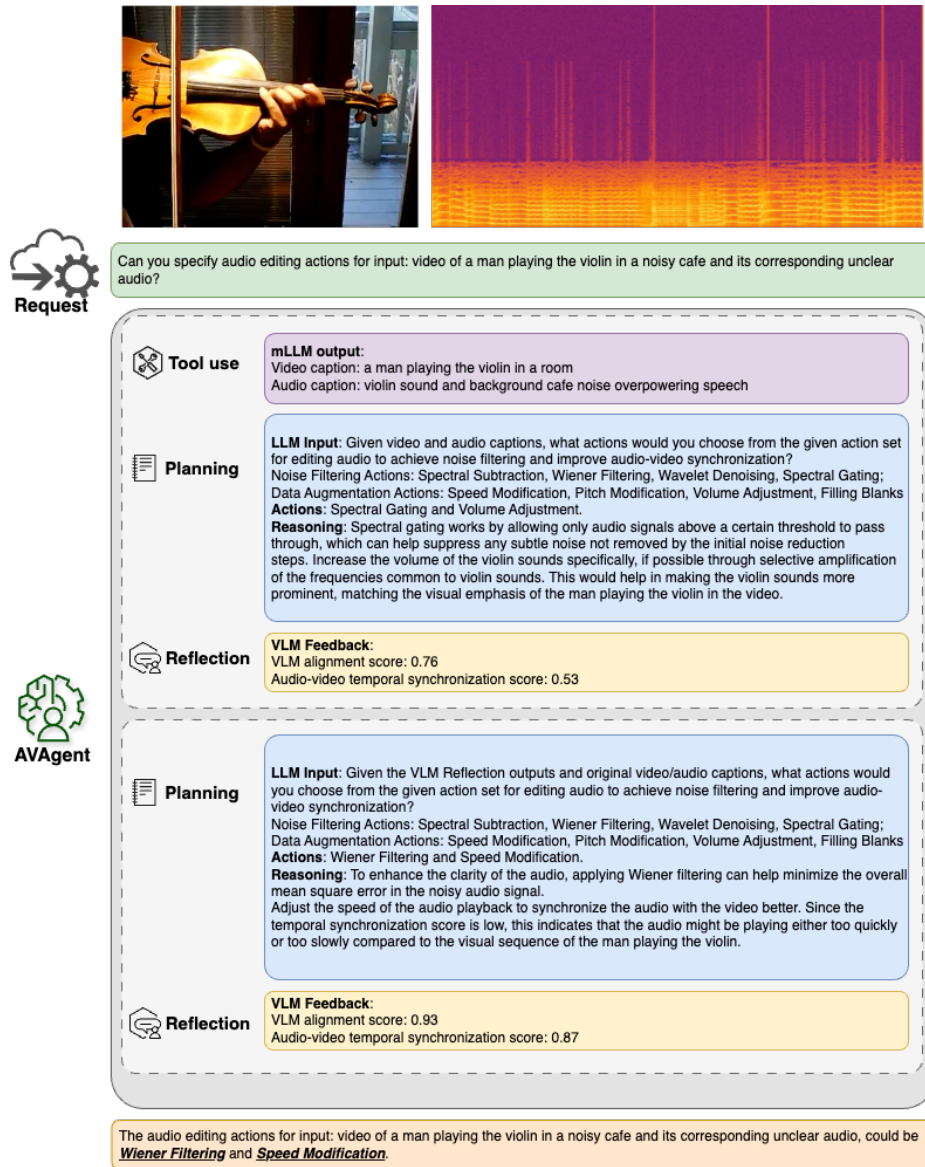 Request
Can you specify audio editing actions for input: video of a man playing the violin in a noisy cafe and its corresponding unclear
audio?
Tool use
mLLM output:
Video caption: a man playing the violin in a room
Audio caption: violin sound and background cafe noise overpowering speech
Planning
LLM Input: Given video and audio captions, what actions would you choose from the given action set
for editing audio to achieve noise filtering and improve audio-video synchronization?
Noise Filtering Actions: Spectral Subtraction, Wiener Filtering, Wavelet Denoising, Spectral Gating;
Data Augmentation Actions: Speed Modification, Pitch Modification, Volume Adjustment, Filling Blanks
Actions: Spectral Gating and Volume Adjustment.
Reasoning: Spectral gating works by allowing only audio signals above a certain threshold to pass
through, which can help suppress any subtle noise not removed by the initial noise reduction
steps. Increase the volume of the violin sounds specifically, if possible through selective amplification
of the frequencies common to violin sounds. This would help in making the violin sounds more
prominent, matching the visual emphasis of the man playing the violin in the video.
Reflection
VLM Feedback:
VLM alignment score: 0.76
Audio-video temporal synchronization score: 0.53
AVAgent
Planning
LLM Input: Given the VLM Reflection outputs and original video/audio captions, what actions would
you choose from the given action set for editing audio to achieve noise filtering and improve audio-
video synchronization?
Noise Filtering Actions: Spectral Subtraction, Wiener Filtering, Wavelet Denoising, Spectral Gating;
Data Augmentation Actions: Speed Modification, Pitch Modification, Volume Adjustment, Filling Blanks
Actions: Wiener Filtering and Speed Modification.
Reasoning: To enhance the clarity of the audio, applying Wiener filtering can help minimize the overall
mean square error in the noisy audio signal.
Adjust the speed of the audio playback to synchronize the audio with the video better. Since the
temporal synchronization score is low, this indicates that the audio might be playing either too quickly
or too slowly compared to the visual sequence of the man playing the violin.
Reflection
VLM Feedback:
VLM alignment score: 0.93
Audio-video temporal synchronization score: 0.87
The audio editing actions for input: video of a man playing the violin in a noisy cafe and its corresponding unclear audio, could be
Wiener Filtering and Speed Modification.